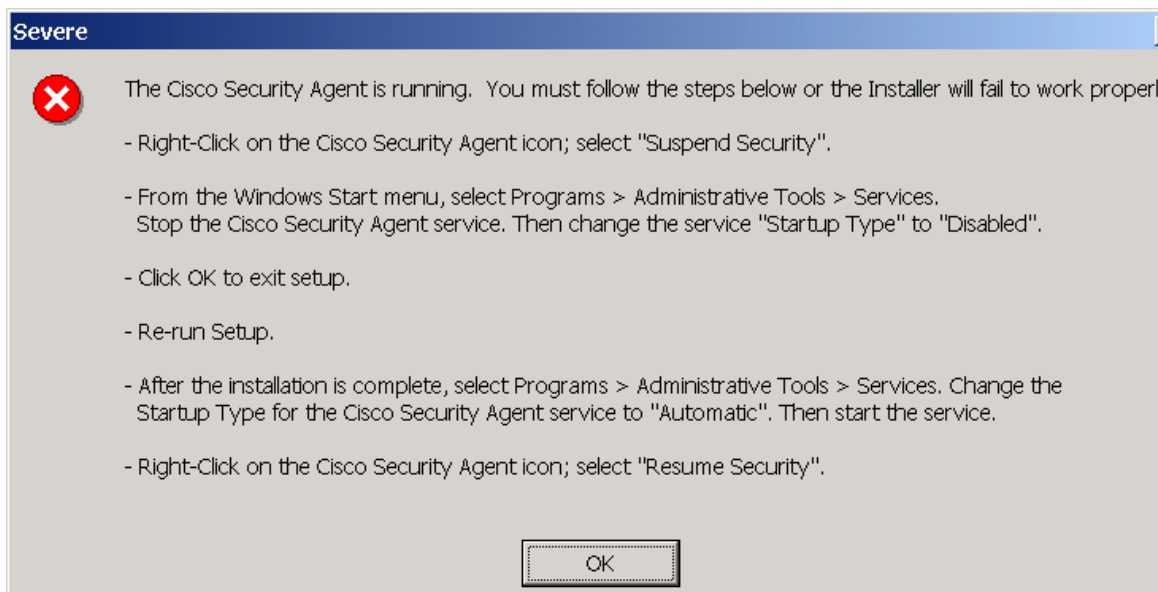 Severe
The Cisco Security Agent is running.  You must follow the steps below or the Installer will fail to work properl
- Right-Click on the Cisco Security Agent icon; select "Suspend Security".
- From the Windows Start menu, select Programs > Administrative Tools > Services.
Stop the Cisco Security Agent service. Then change the service "Startup Type" to "Disabled".
- Click OK to exit setup.
- Re-run Setup.
- After the installation is complete, select Programs > Administrative Tools > Services. Change the
Startup Type for the Cisco Security Agent service to "Automatic". Then start the service.
- Right-Click on the Cisco Security Agent icon; select "Resume Security".
OK